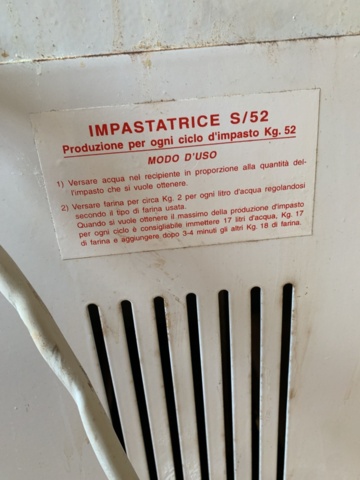 IMPASTATRICE S/52
Produzione per ogni ciclo d'impasto Kg. 52
MODO D'USO
1) Versare acqua nel recipiente in proporzione alla quantità del-
l'impasto che si vuole ottenere.
2) Versare farina per circa Kg. 2 per ogni litro d'acqua regolandosi
secondo il tipo di farina usata.
Quando si vuole ottenere il massimo della produzione d'impasto
per ogni ciclo è consigliabile immettere 17 litri d'acqua, Kg. 17
di farina e aggiungere dopo 3-4 minuti gli altri Kg. 18 di farina.